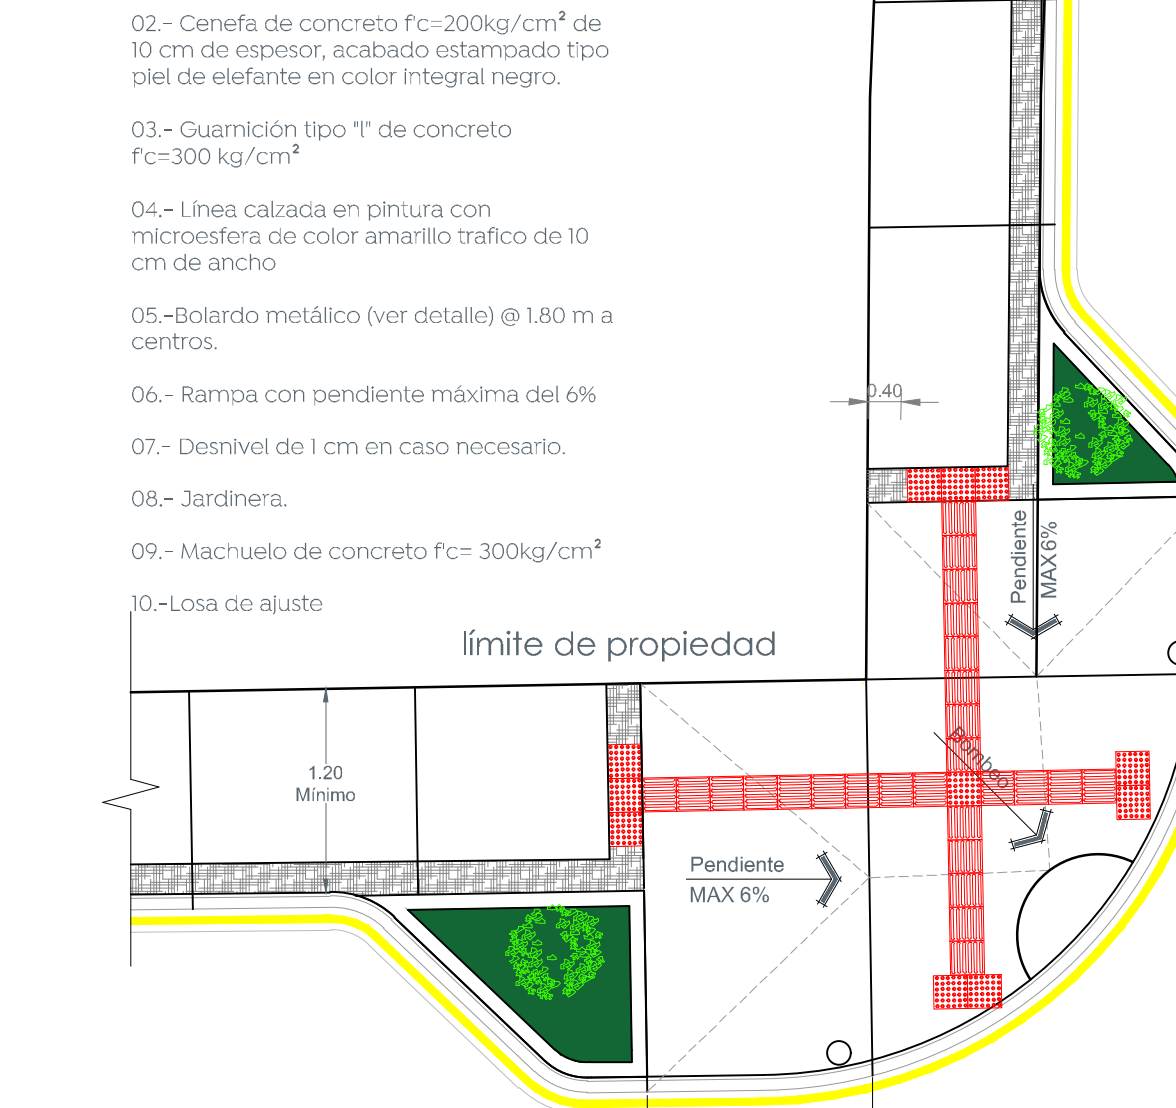 02.- Cenefa de concreto f'c=200kg/cm² de
10 cm de espesor, acabado estampado tipo
piel de elefante en color integral negro.
03.- Guarnición tipo "l" de concreto
f'c=300 kg/cm²
04.- Línea calzada en pintura con
microesfera de color amarillo trafico de 10
cm de ancho
05.-Bolardo metálico (ver detalle) @ 1.80 m a
centros.
06.- Rampa con pendiente máxima del 6%
07.- Desnivel de 1 cm en caso necesario.
08.- Jardinera.
09.- Machuelo de concreto f'c= 300kg/cm²
10.-Losa de ajuste
límite de propiedad
0.40
Pendiente
MAX 6%
1.20
Mínimo
Bombeo
Pendiente
MAX 6%